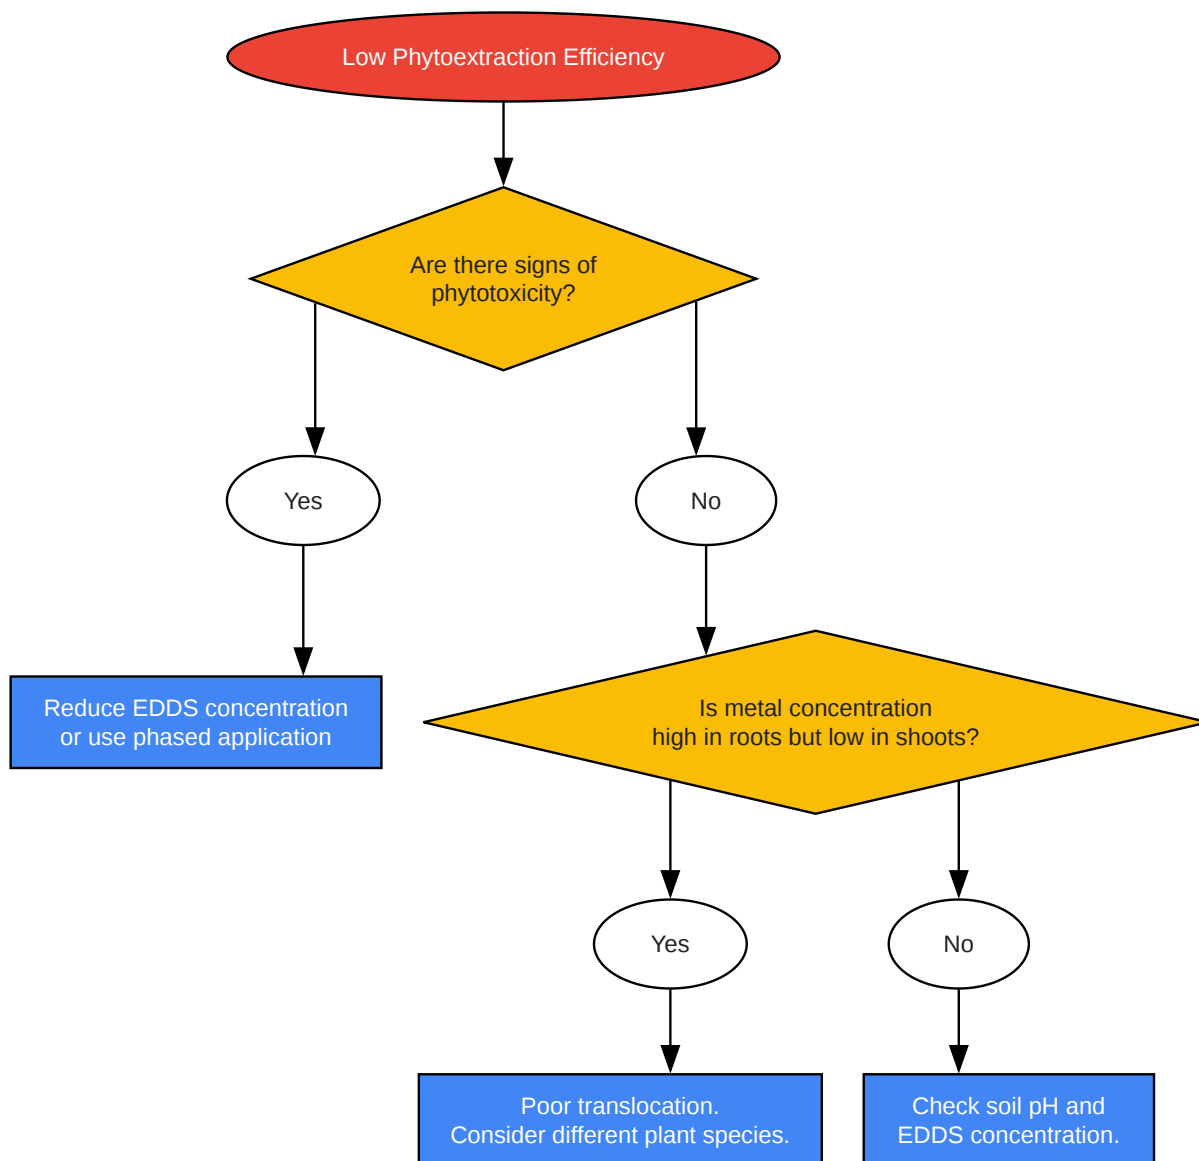 Low Phytoextraction Efficiency
Are there signs of
phytotoxicity?
Yes
No
Reduce EDDS concentration
or use phased application
Is metal concentration
high in roots but low in shoots?
Yes
No
Poor translocation.
Consider different plant species.
Check soil pH and
EDDS concentration.